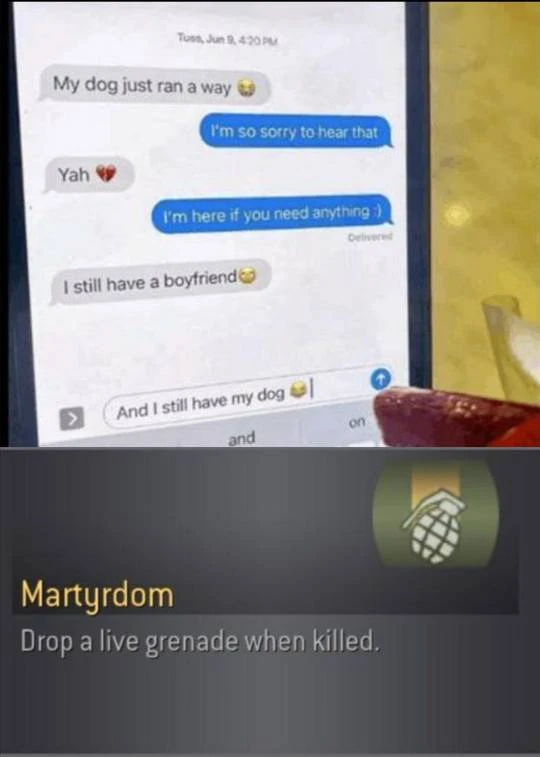 Tues, Jun 9, 4:20 PM
My dog just ran a way 😂
I'm so sorry to hear that
Yah 💔
I'm here if you need anything :)
Delivered
I still have a boyfriend😄
And I still have my dog 😂
and
on
Martyrdom
Drop a live grenade when killed.